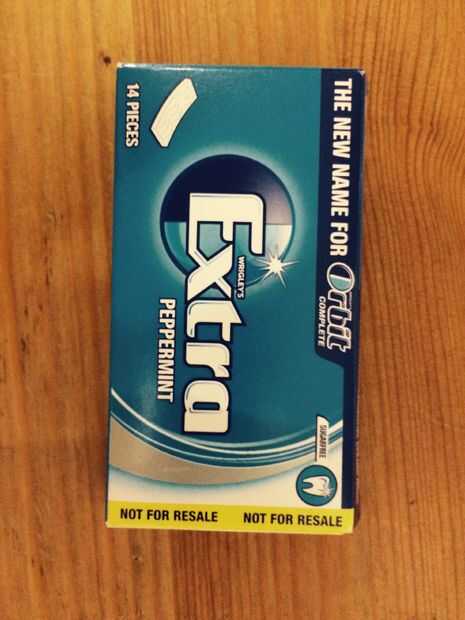 THE NEW NAME FOR Orbit
COMPLETE
WRIGLEY'S
Extra
PEPPERMINT
14 PIECES
SUGARFREE
NOT FOR RESALE NOT FOR RESALE